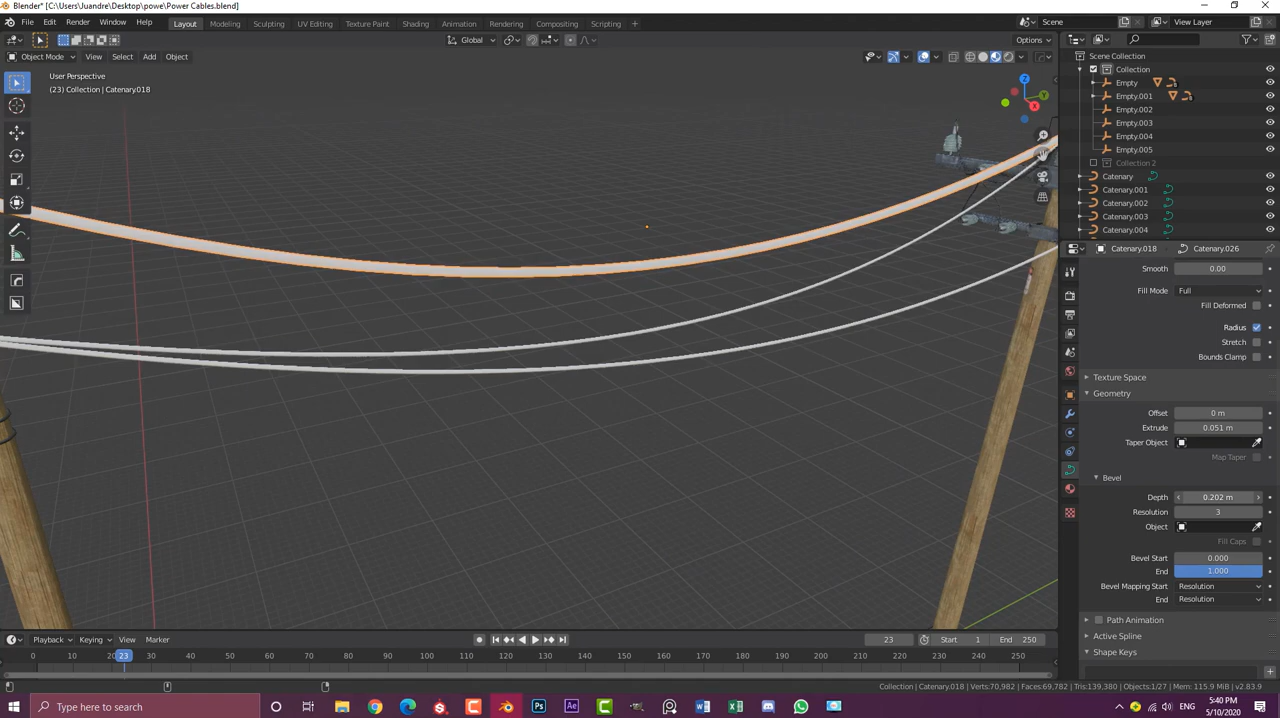 Blender* [C:\Users\Juandre\Desktop\powe\Power Cables.blend]
File Edit Render Window Help Layout Modeling Sculpting UV Editing Texture Paint Shading Animation Rendering Compositing Scripting + Scene View Layer
Global Options
Object Mode View Select Add Object
User Perspective
(23) Collection | Catenary.018
Z
Y
X
Scene Collection
Collection
Empty
Empty.001
Empty.002
Empty.003
Empty.004
Empty.005
Collection 2
Catenary
Catenary.001
Catenary.002
Catenary.003
Catenary.004
Catenary.018 Catenary.026
Smooth 0.00
Fill Mode Full
Fill Deformed
Radius
Stretch
Bounds Clamp
Texture Space
Geometry
Offset 0 m
Extrude 0.051 m
Taper Object
Map Taper
Bevel
Depth 0.202 m
Resolution 3
Object
Fill Caps
Bevel Start 0.000
End 1.000
Bevel Mapping Start Resolution
End Resolution
Path Animation
Active Spline
Shape Keys
Playback Keying View Marker 23 Start 1 End 250
0 10 20 23 30 40 50 60 70 80 90 100 110 120 130 140 150 160 170 180 190 200 210 220 230 240 250
Collection | Catenary.018 | Verts:70,982 | Faces:69,782 | Tris:139,380 | Objects:1/27 | Mem: 115.9 MiB | v2.83.9
Type here to search
ENG
5:40 PM
5/10/2020